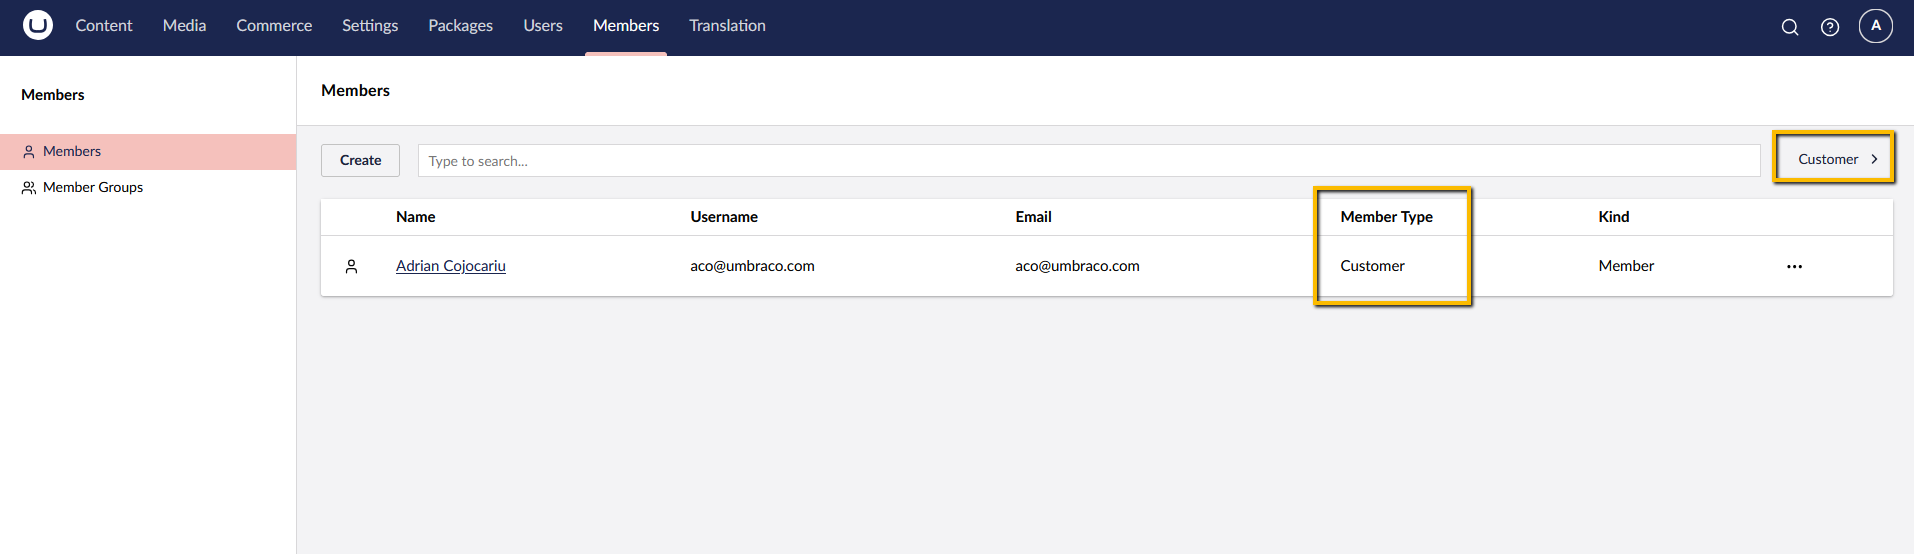 Content Media Commerce Settings Packages Users Members Translation A
Members
Members
Member Groups
Members
Create Type to search... Customer
Name Username Email Member Type Kind
Adrian Cojocariu aco@umbraco.com aco@umbraco.com Customer Member